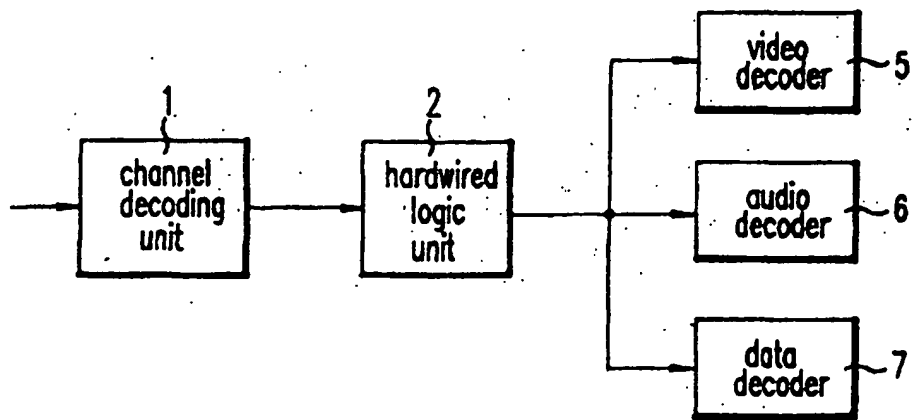 1
channel
decoding
unit
2
hardwired
logic
unit
video
decoder
5
audio
decoder
6
data
decoder
7